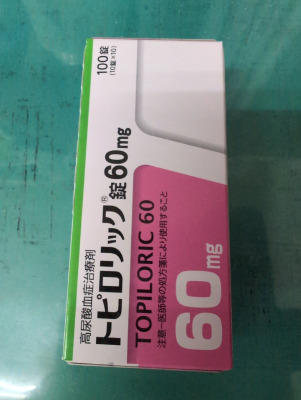 100錠
(10錠×10)
高尿酸血症治療剤
トピロリック®錠60mg
TOPILORIC 60
注意－医師等の処方箋により使用すること
60mg